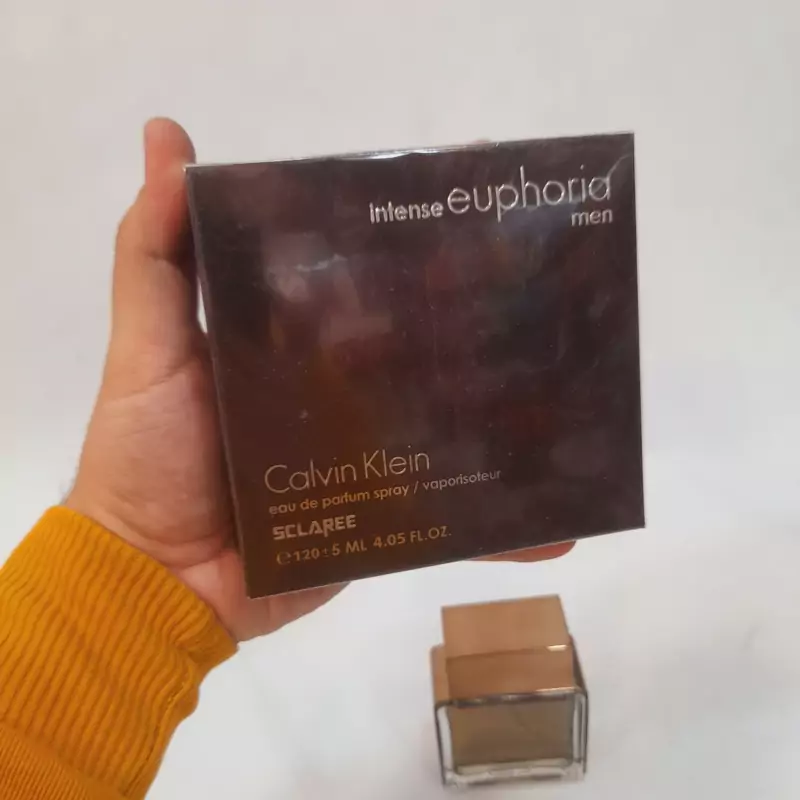 intense euphoria
men
Calvin Klein
eau de parfum spray / vaporisateur
SCLAREE
℮ 120±5 ML 4.05 FL.OZ.